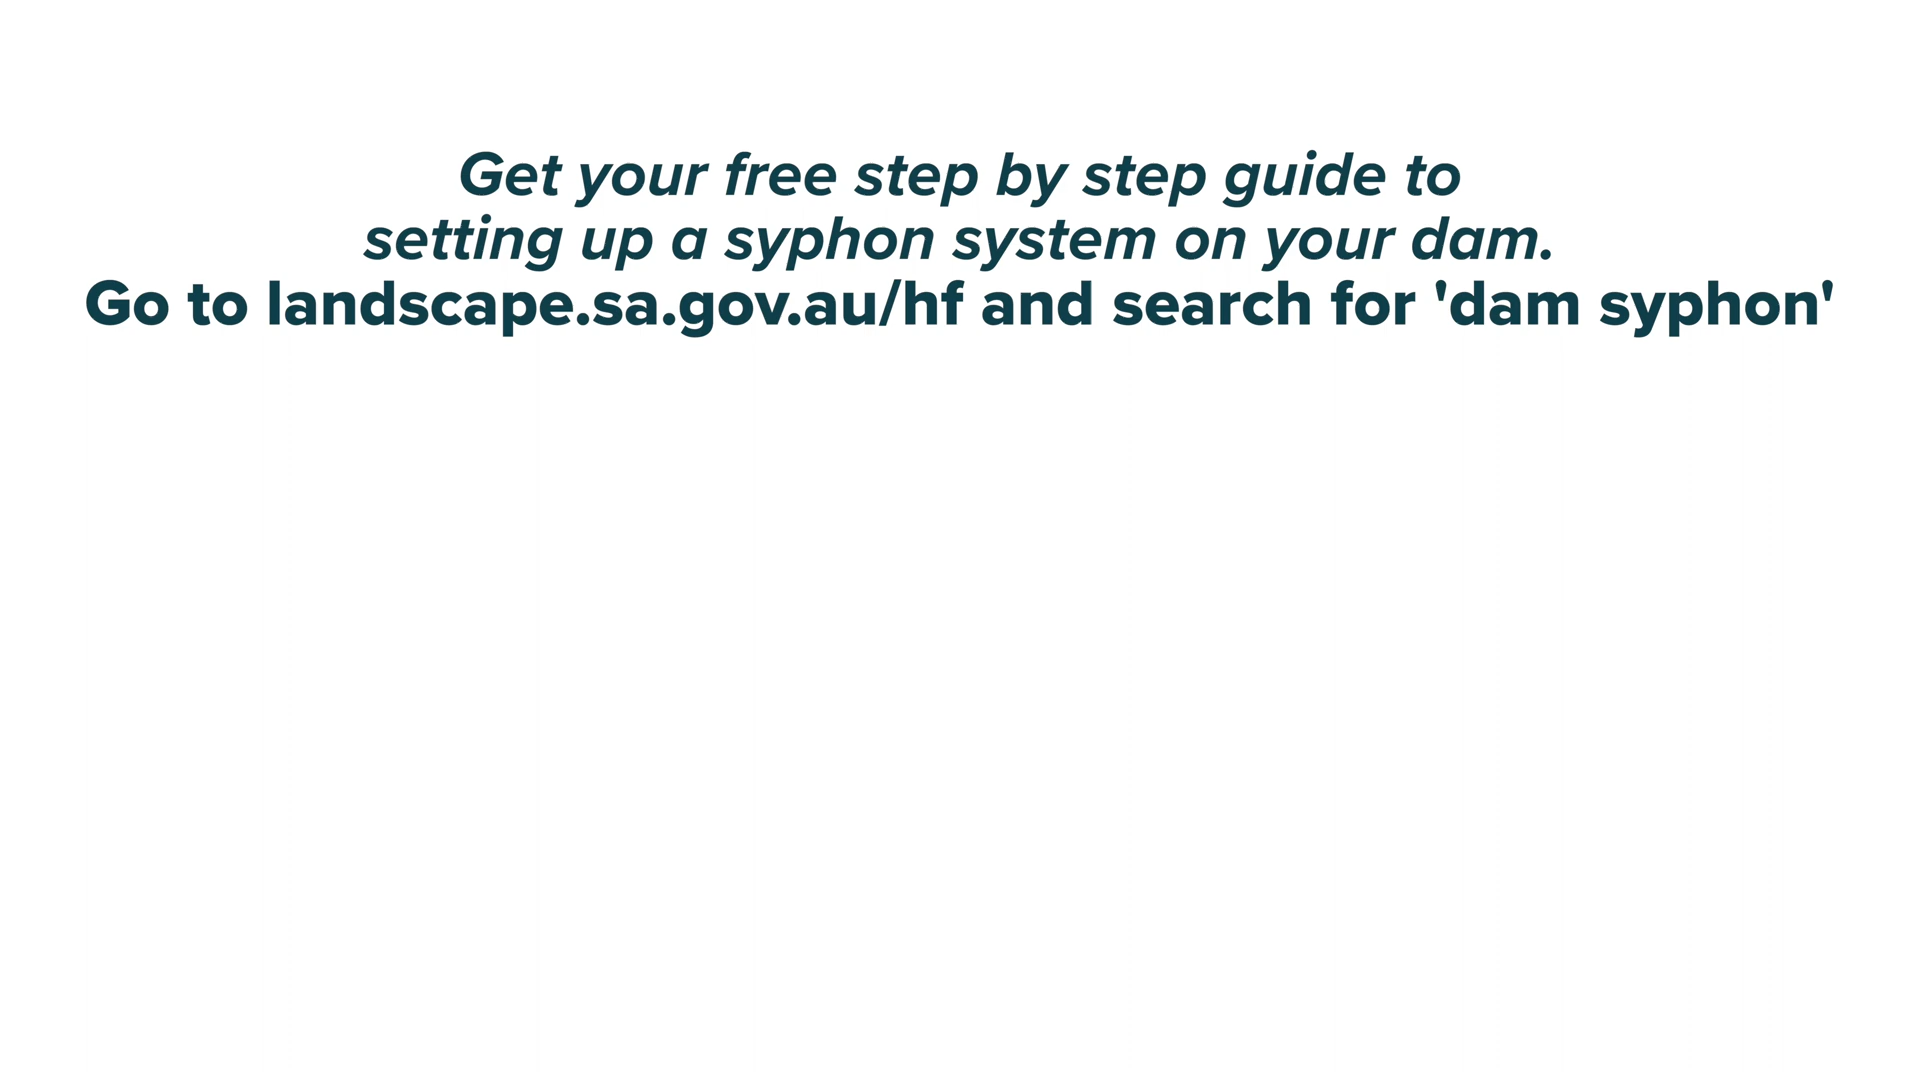 Get your free step by step guide to
setting up a syphon system on your dam.
Go to landscape.sa.gov.au/hf and search for 'dam syphon'